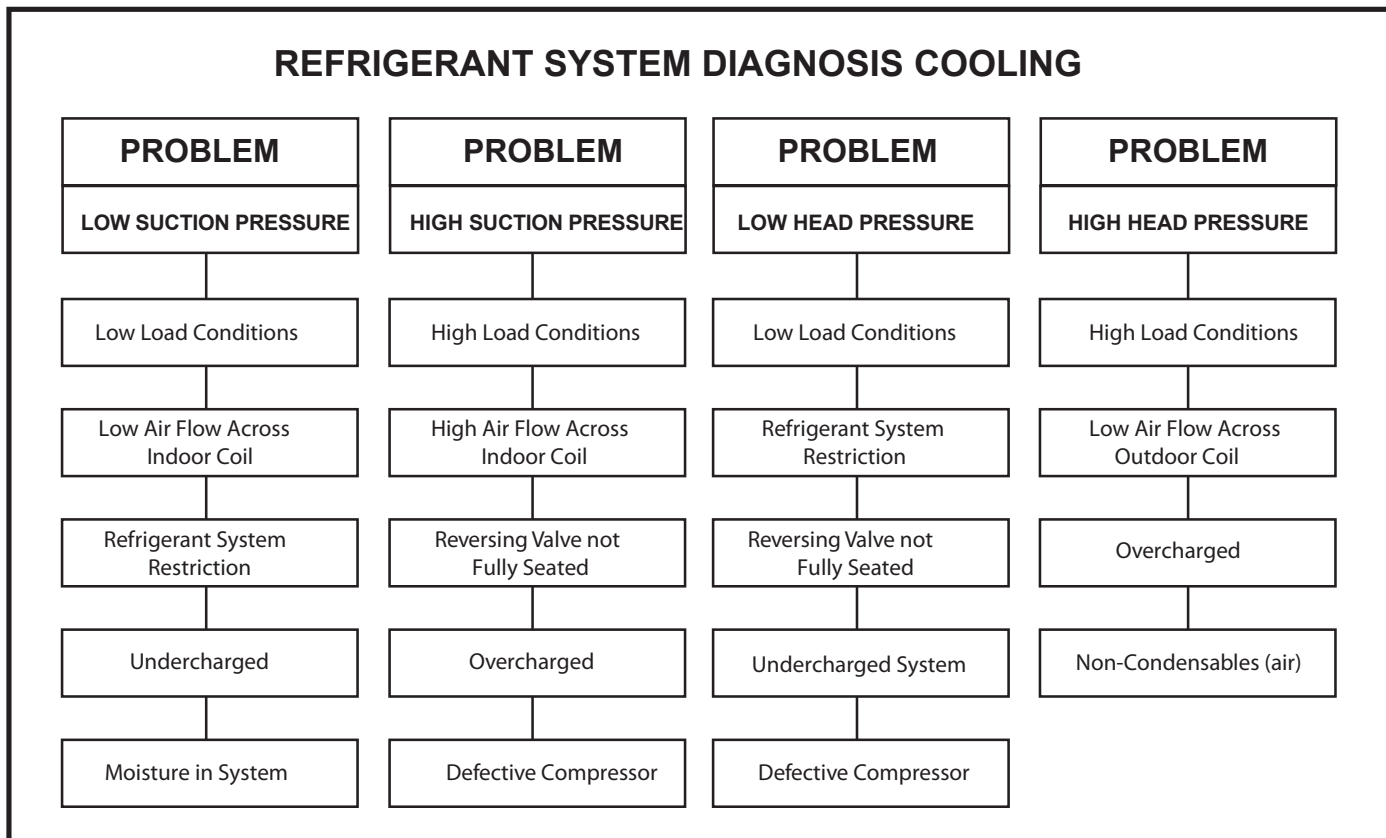 REFRIGERANT SYSTEM DIAGNOSIS COOLING
PROBLEM
LOW SUCTION PRESSURE
Low Load Conditions
Low Air Flow Across
Indoor Coil
Refrigerant System
Restriction
Undercharged
Moisture in System
PROBLEM
HIGH SUCTION PRESSURE
High Load Conditions
High Air Flow Across
Indoor Coil
Reversing Valve not
Fully Seated
Overcharged
Defective Compressor
PROBLEM
LOW HEAD PRESSURE
Low Load Conditions
Refrigerant System
Restriction
Reversing Valve not
Fully Seated
Undercharged System
Defective Compressor
PROBLEM
HIGH HEAD PRESSURE
High Load Conditions
Low Air Flow Across
Outdoor Coil
Overcharged
Non-Condensables (air)